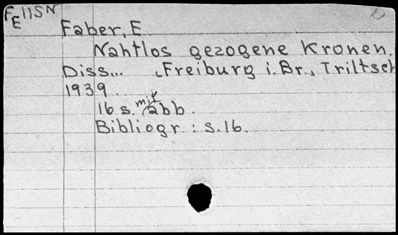 FE11SN
Faber, E
Nahtlos gezogene Kronen.
Diss... Freiburg i. Br., Triltsch
1939
16 s. mit abb.
Bibliogr.: s.16.